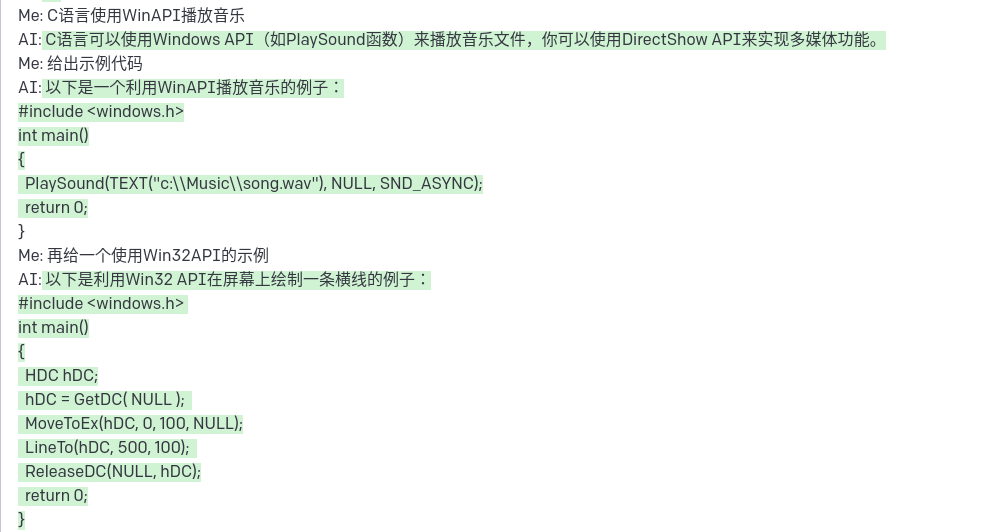 Me: C语言使用WinAPI播放音乐
AI: C语言可以使用Windows API（如PlaySound函数）来播放音乐文件，你可以使用DirectShow API来实现多媒体功能。
Me: 给出示例代码
AI: 以下是一个利用WinAPI播放音乐的例子：
#include <windows.h>
int main()
{
  PlaySound(TEXT("c:\\Music\\song.wav"), NULL, SND_ASYNC);
  return 0;
}
Me: 再给一个使用Win32API的示例
AI: 以下是利用Win32 API在屏幕上绘制一条横线的例子：
#include <windows.h>
int main()
{
  HDC hDC;
  hDC = GetDC( NULL );
  MoveToEx(hDC, 0, 100, NULL);
  LineTo(hDC, 500, 100);
  ReleaseDC(NULL, hDC);
  return 0;
}